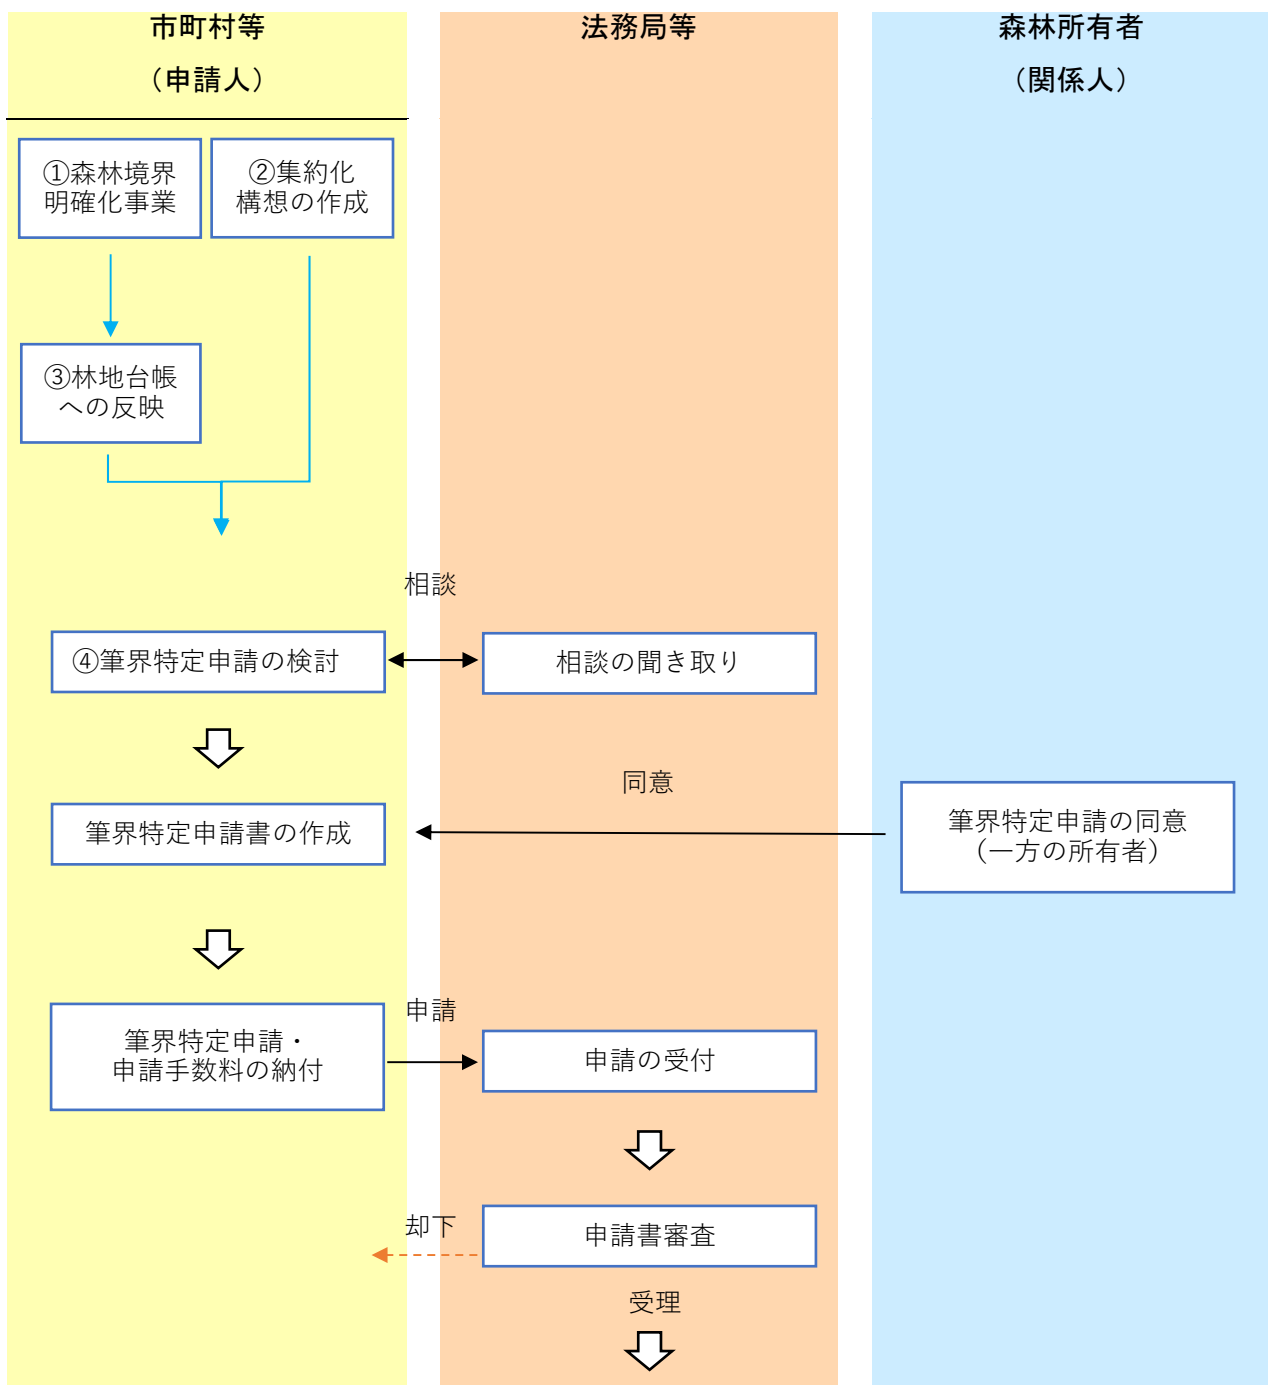 市町村等
（申請人）
法務局等
森林所有者
（関係人）
①森林境界
明確化事業
②集約化
構想の作成
③林地台帳
への反映
相談
④筆界特定申請の検討
相談の聞き取り
同意
筆界特定申請書の作成
筆界特定申請の同意
（一方の所有者）
申請
筆界特定申請・
申請手数料の納付
申請の受付
却下
申請書審査
受理